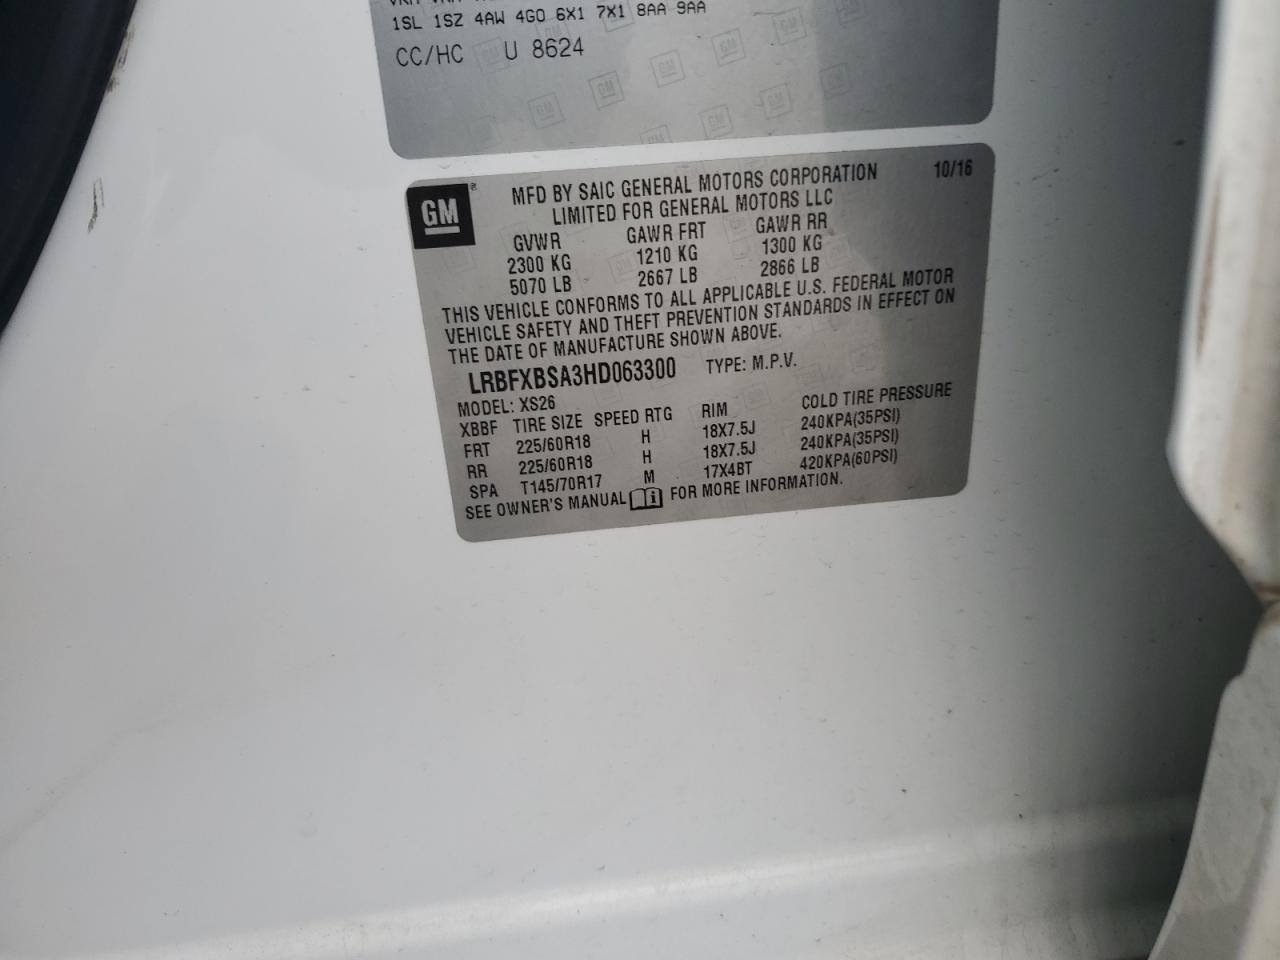 1SL 1SZ 4AW 4G0 6X1 7X1 8AA 9AA
CC/HC U 8624
GM
®
MFD BY SAIC GENERAL MOTORS CORPORATION 10/16
LIMITED FOR GENERAL MOTORS LLC
GVWR GAWR FRT GAWR RR
2300 KG 1210 KG 1300 KG
5070 LB 2667 LB 2866 LB
THIS VEHICLE CONFORMS TO ALL APPLICABLE U.S. FEDERAL MOTOR
VEHICLE SAFETY AND THEFT PREVENTION STANDARDS IN EFFECT ON
THE DATE OF MANUFACTURE SHOWN ABOVE.
LRBFXBSA3HD063300 TYPE: M.P.V.
MODEL: XS26
XBBF TIRE SIZE SPEED RTG RIM COLD TIRE PRESSURE
FRT 225/60R18 H 18X7.5J 240KPA(35PSI)
RR 225/60R18 H 18X7.5J 240KPA(35PSI)
SPA T145/70R17 M 17X4BT 420KPA(60PSI)
SEE OWNER'S MANUAL FOR MORE INFORMATION.